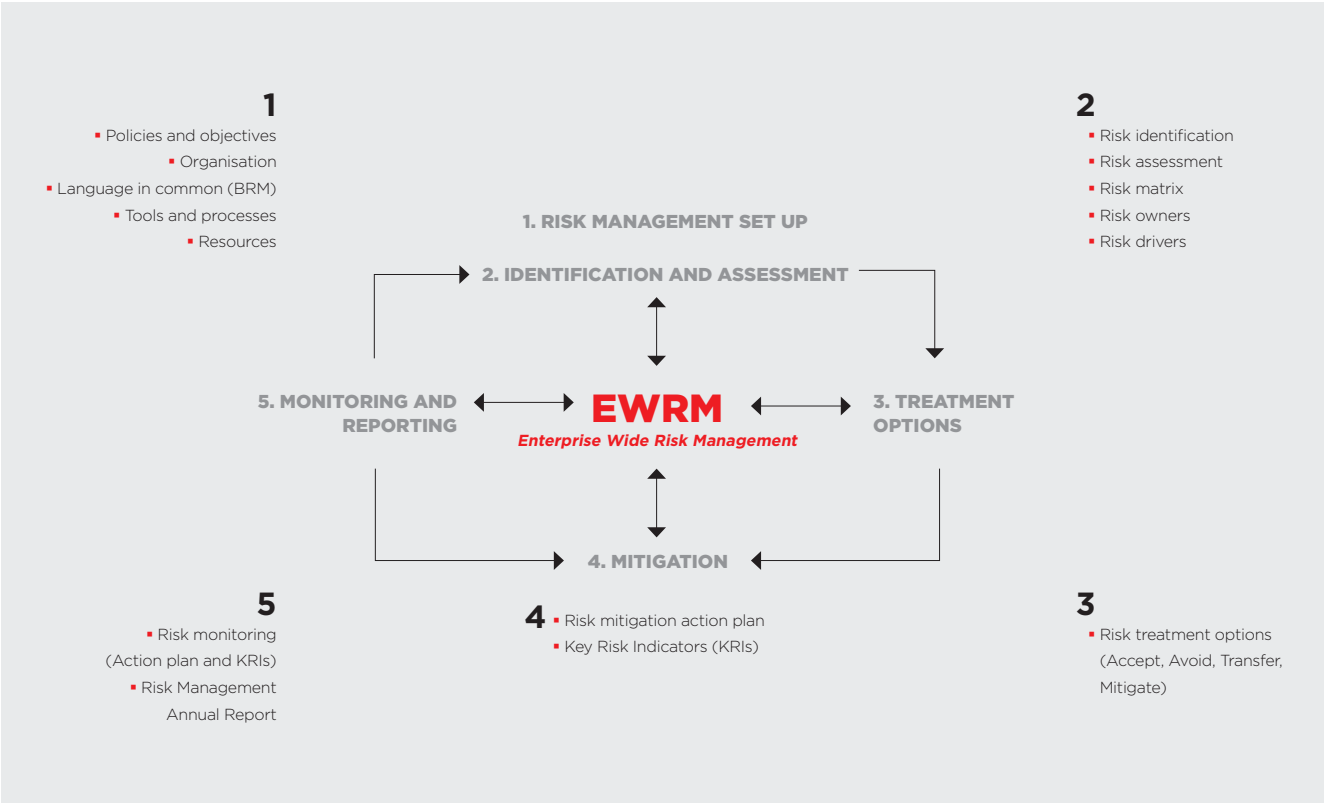 1
▪ Policies and objectives
▪ Organisation
▪ Language in common (BRM)
▪ Tools and processes
▪ Resources
2
▪ Risk identification
▪ Risk assessment
▪ Risk matrix
▪ Risk owners
▪ Risk drivers
1. RISK MANAGEMENT SET UP
2. IDENTIFICATION AND ASSESSMENT
5. MONITORING AND
REPORTING
EWRM
Enterprise Wide Risk Management
3. TREATMENT
OPTIONS
4. MITIGATION
5
▪ Risk monitoring
(Action plan and KRIs)
▪ Risk Management
Annual Report
4
▪ Risk mitigation action plan
▪ Key Risk Indicators (KRIs)
3
▪ Risk treatment options
(Accept, Avoid, Transfer,
Mitigate)